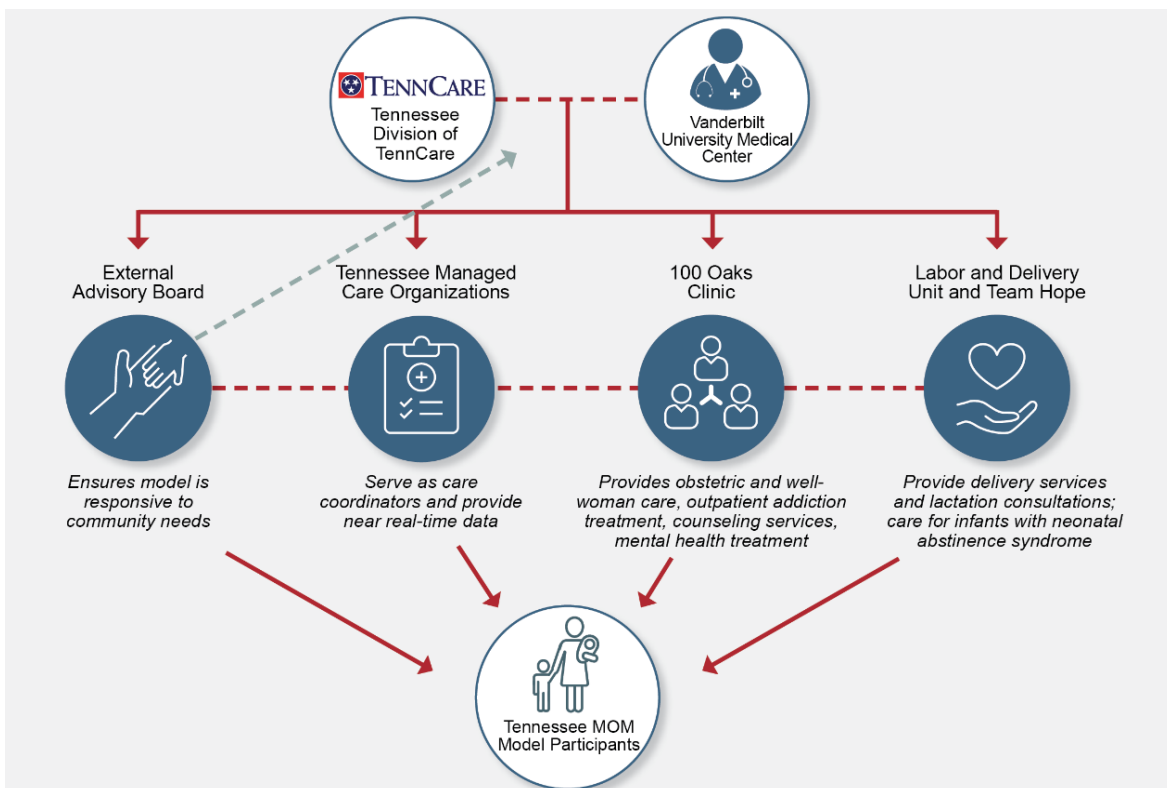 TENNCARE
Tennessee
Division of
TennCare
Vanderbilt
University Medical
Center
External
Advisory Board
Tennessee Managed
Care Organizations
100 Oaks
Clinic
Labor and Delivery
Unit and Team Hope
Ensures model is
responsive to
community needs
Serve as care
coordinators and provide
near real-time data
Provides obstetric and well-
woman care, outpatient addiction
treatment, counseling services,
mental health treatment
Provide delivery services
and lactation consultations;
care for infants with neonatal
abstinence syndrome
Tennessee MOM
Model Participants